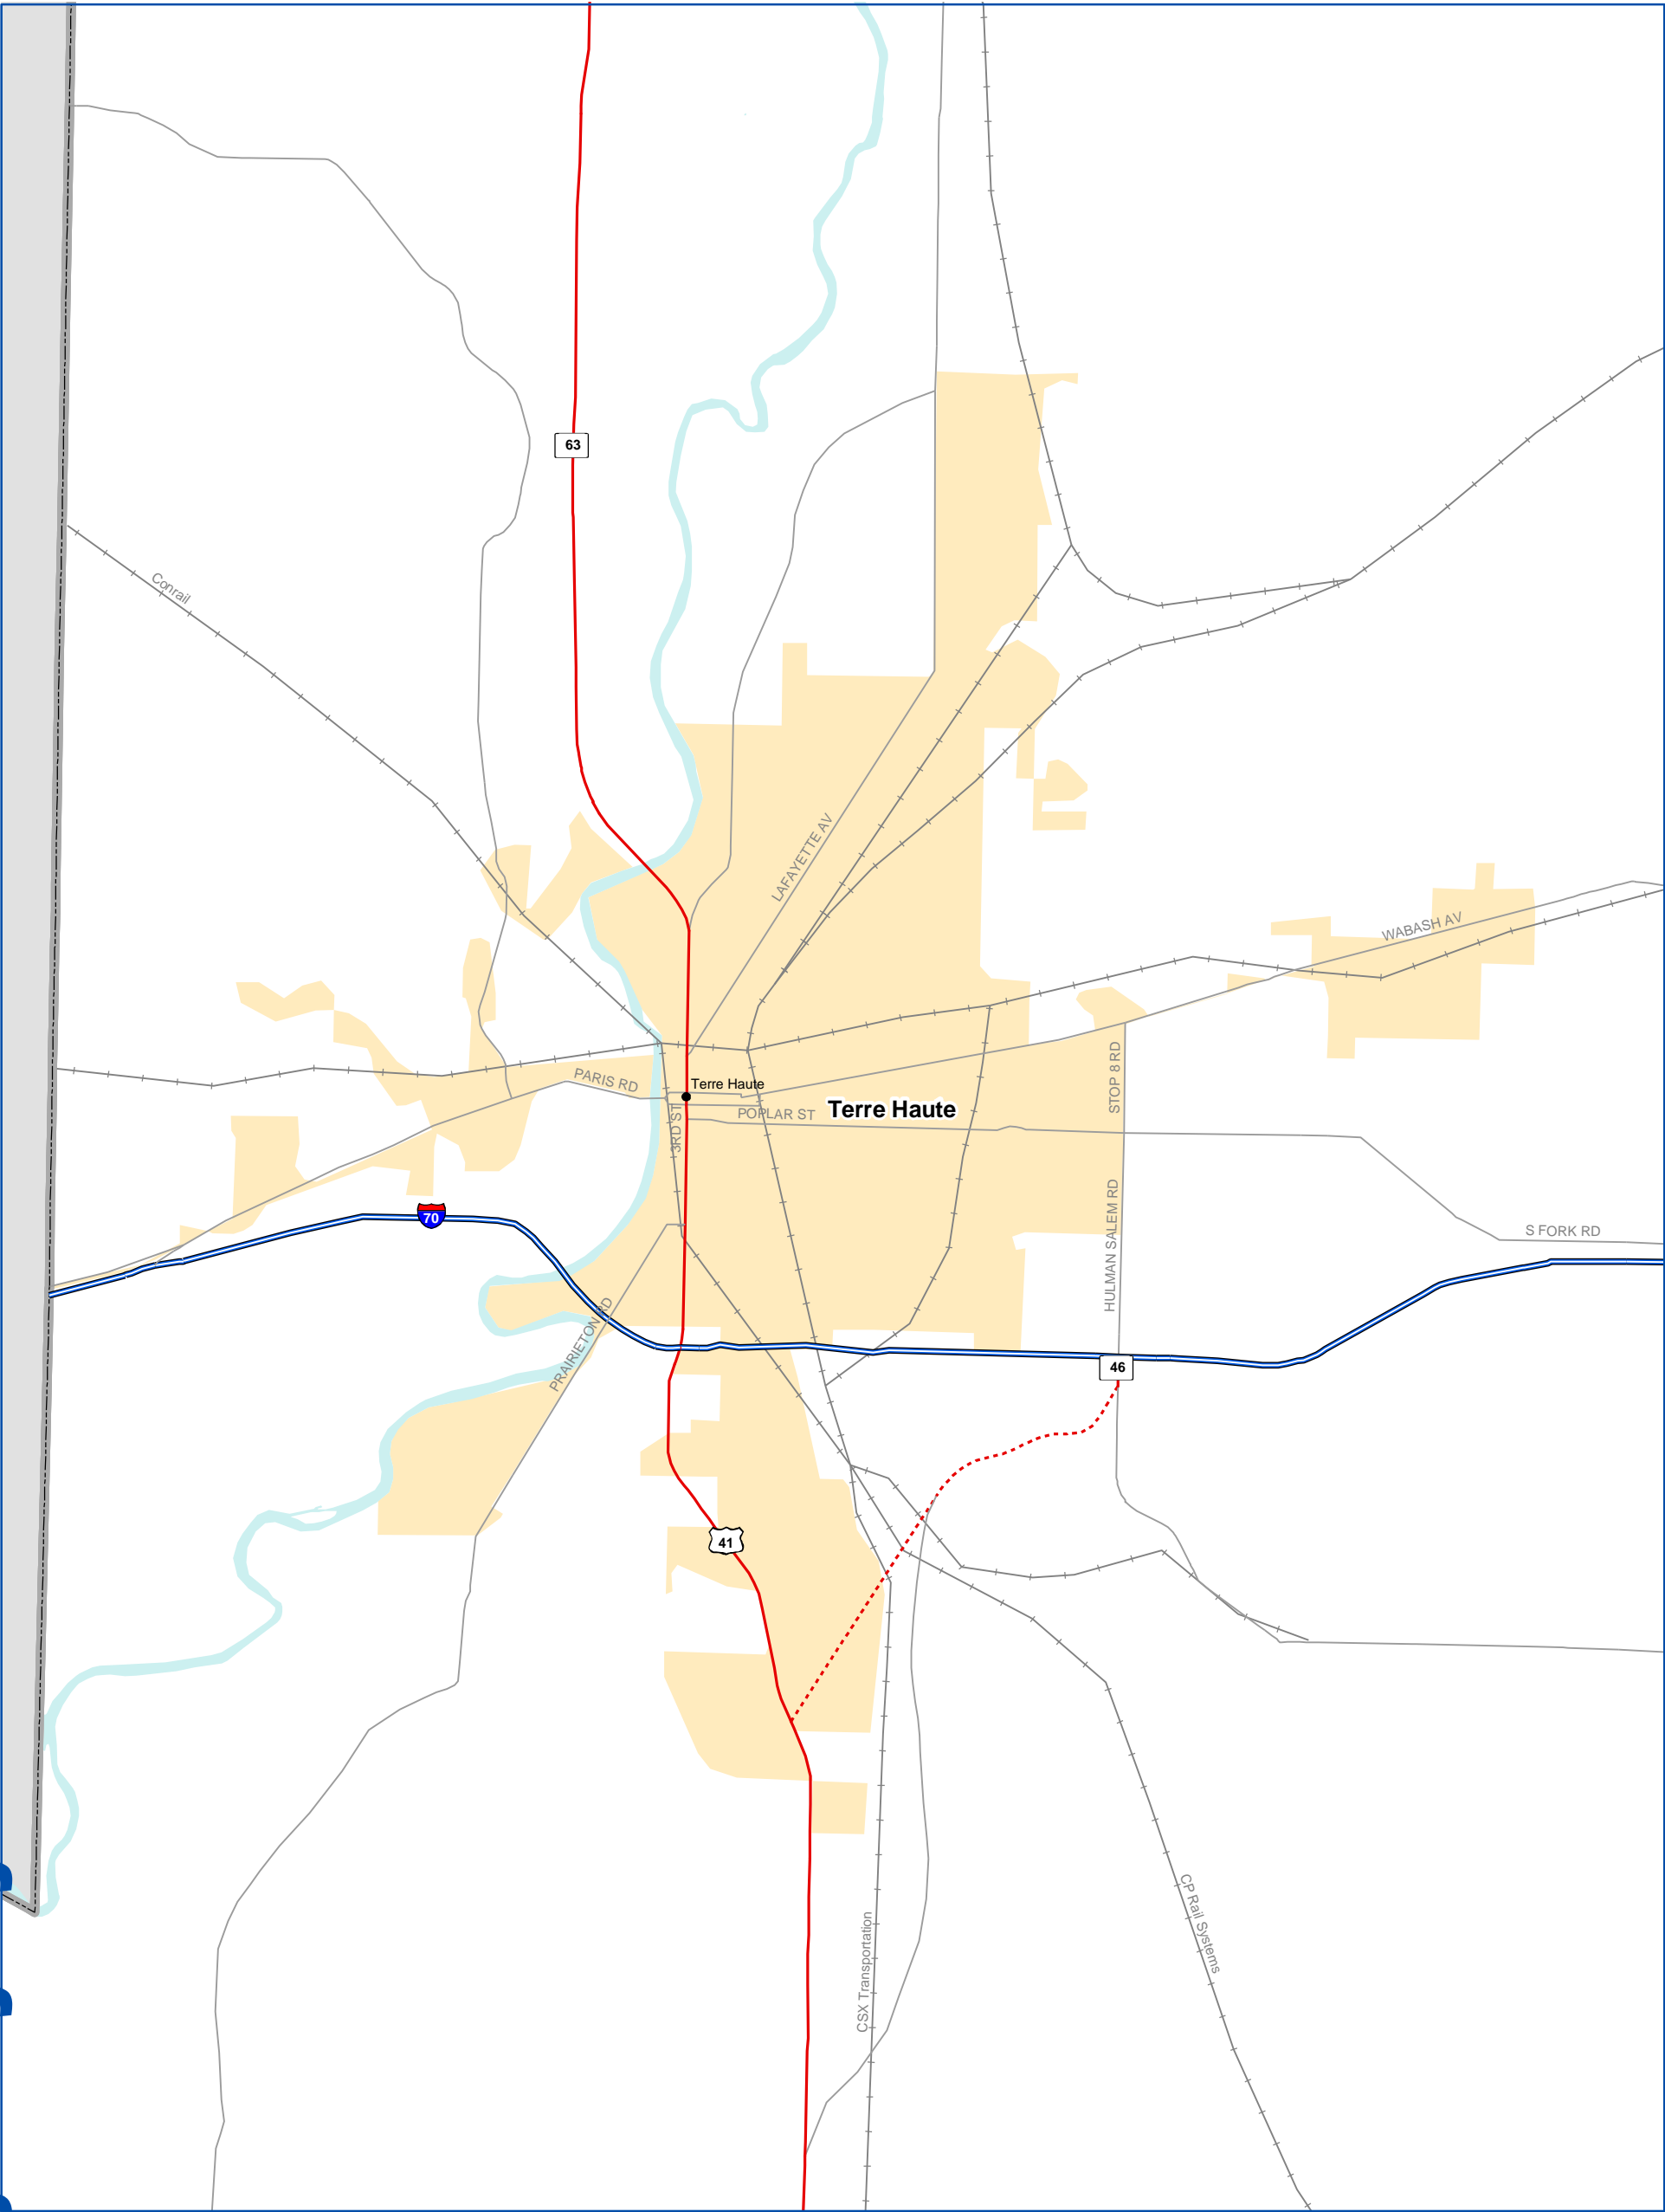 63
Conrail
LAFAYETTE AV
WABASH AV
PARIS RD
Terre Haute
3RD ST
POPLAR ST
Terre Haute
STOP 8 RD
HULMAN SALEM RD
S FORK RD
70
PRAIRIETON RD
46
41
CP Rail Systems
CSX Transportation